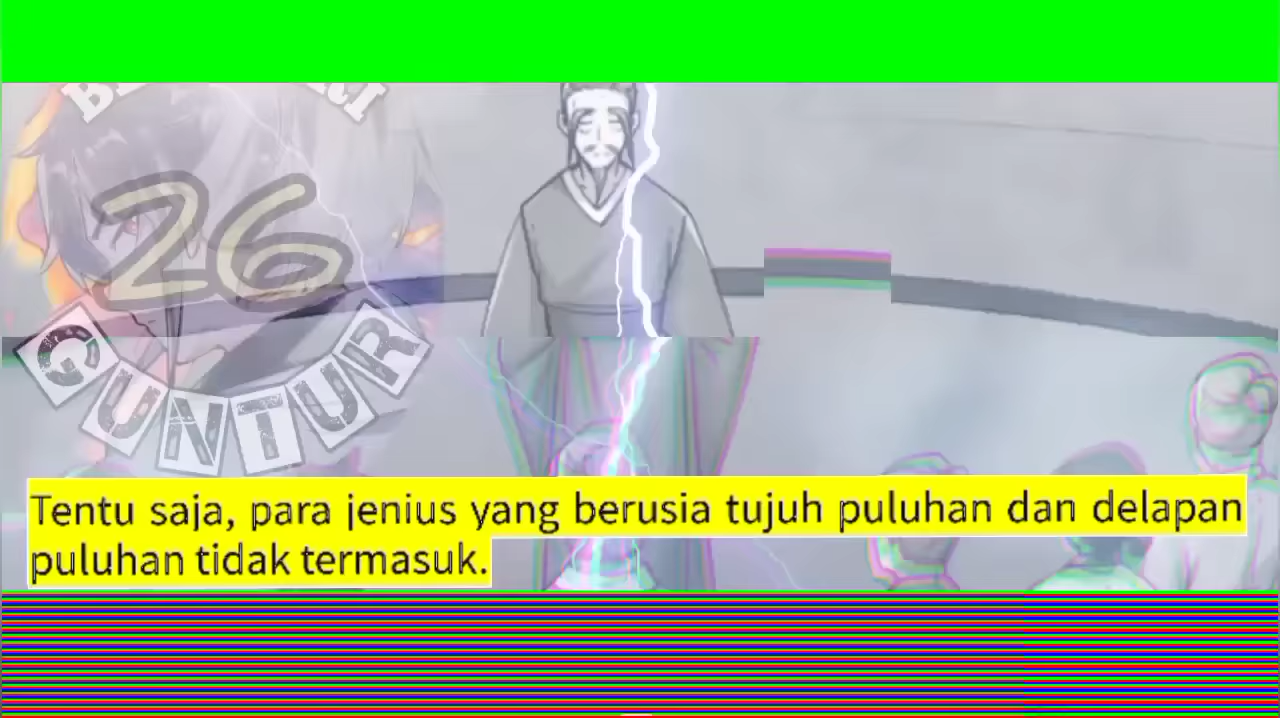 26
GUNTUR
Tentu saja, para jenius yang berusia tujuh puluhan dan delapan
puluhan tidak termasuk.